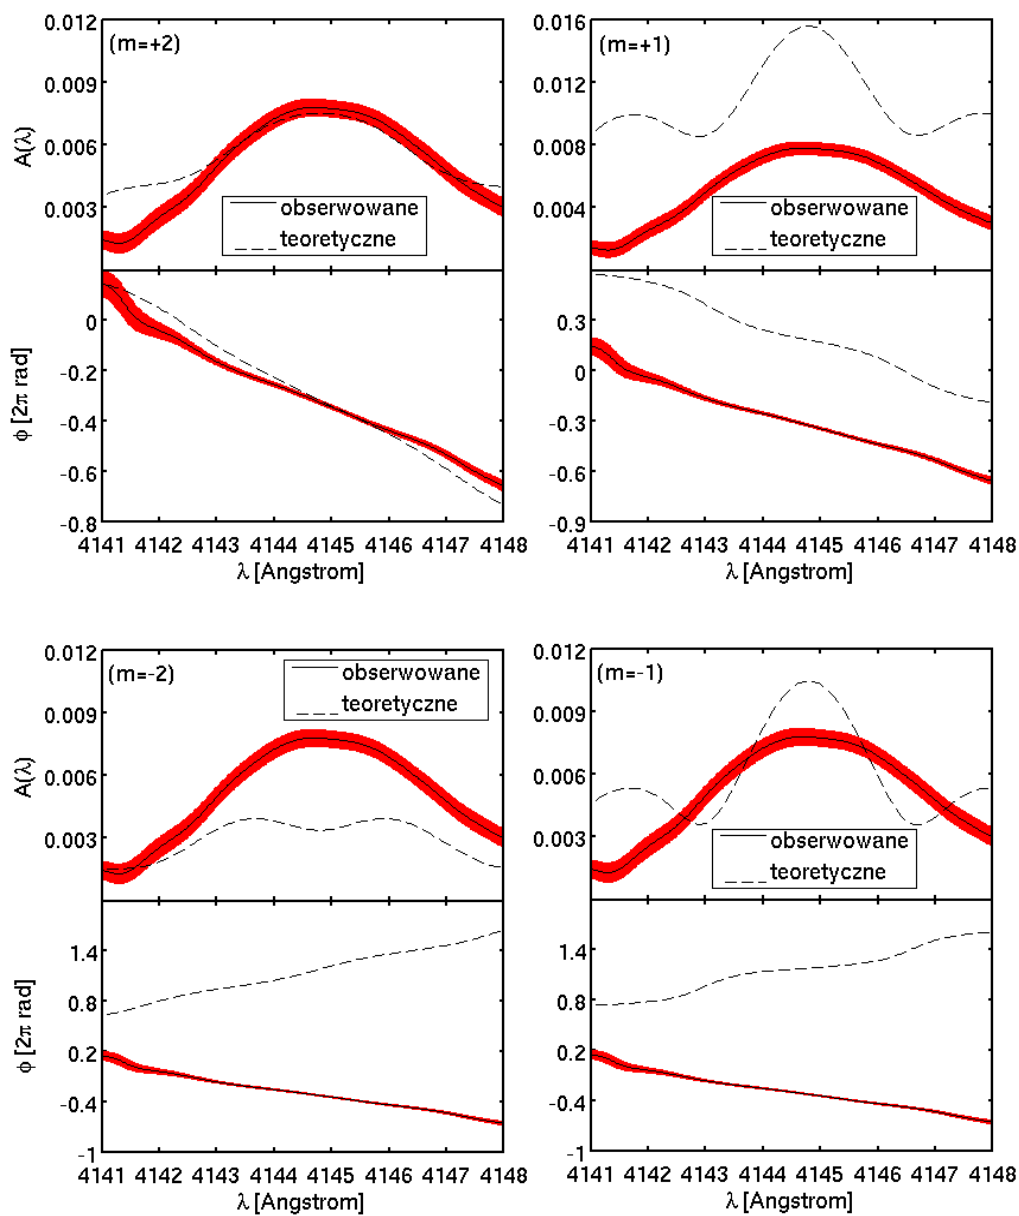 0.012
(m=+2)
0.009
0.006
0.003
A(λ)
obserwowane
teoretyczne
0
-0.2
-0.4
-0.6
-0.8
ϕ [2π rad]
4141 4142 4143 4144 4145 4146 4147 4148
λ [Angstrom]
0.016
(m=+1)
0.012
0.008
0.004
obserwowane
teoretyczne
0.3
0
-0.3
-0.6
-0.9
4141 4142 4143 4144 4145 4146 4147 4148
λ [Angstrom]
0.012
(m=-2)
0.009
0.006
0.003
A(λ)
obserwowane
teoretyczne
1.4
0.8
0.2
-0.4
-1
ϕ [2π rad]
4141 4142 4143 4144 4145 4146 4147 4148
λ [Angstrom]
0.012
(m=-1)
0.009
0.006
0.003
obserwowane
teoretyczne
1.4
0.8
0.2
-0.4
-1
4141 4142 4143 4144 4145 4146 4147 4148
λ [Angstrom]